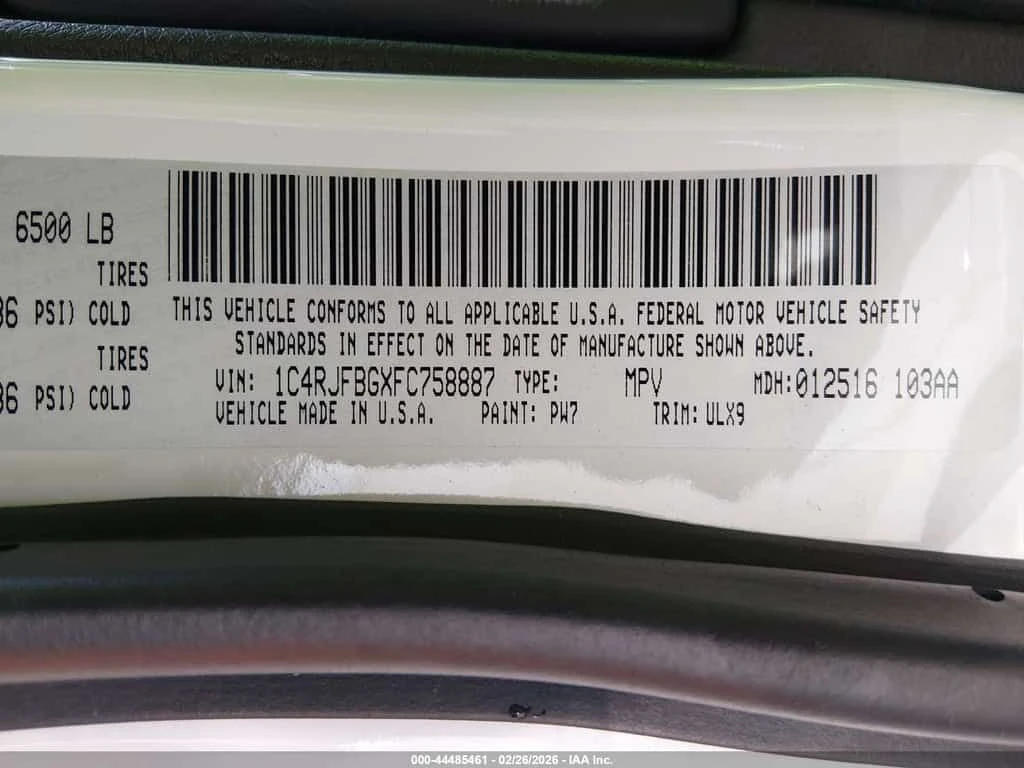 6500 LB
TIRES
36 PSI) COLD
TIRES
36 PSI) COLD
THIS VEHICLE CONFORMS TO ALL APPLICABLE U.S.A. FEDERAL MOTOR VEHICLE SAFETY
STANDARDS IN EFFECT ON THE DATE OF MANUFACTURE SHOWN ABOVE.
VIN: 1C4RJFBGXFC758887 TYPE: MPV MDH:012516 103AA
VEHICLE MADE IN U.S.A. PAINT: PW7 TRIM: ULX9
000-44485461 - 02/26/2026 - IAA Inc.